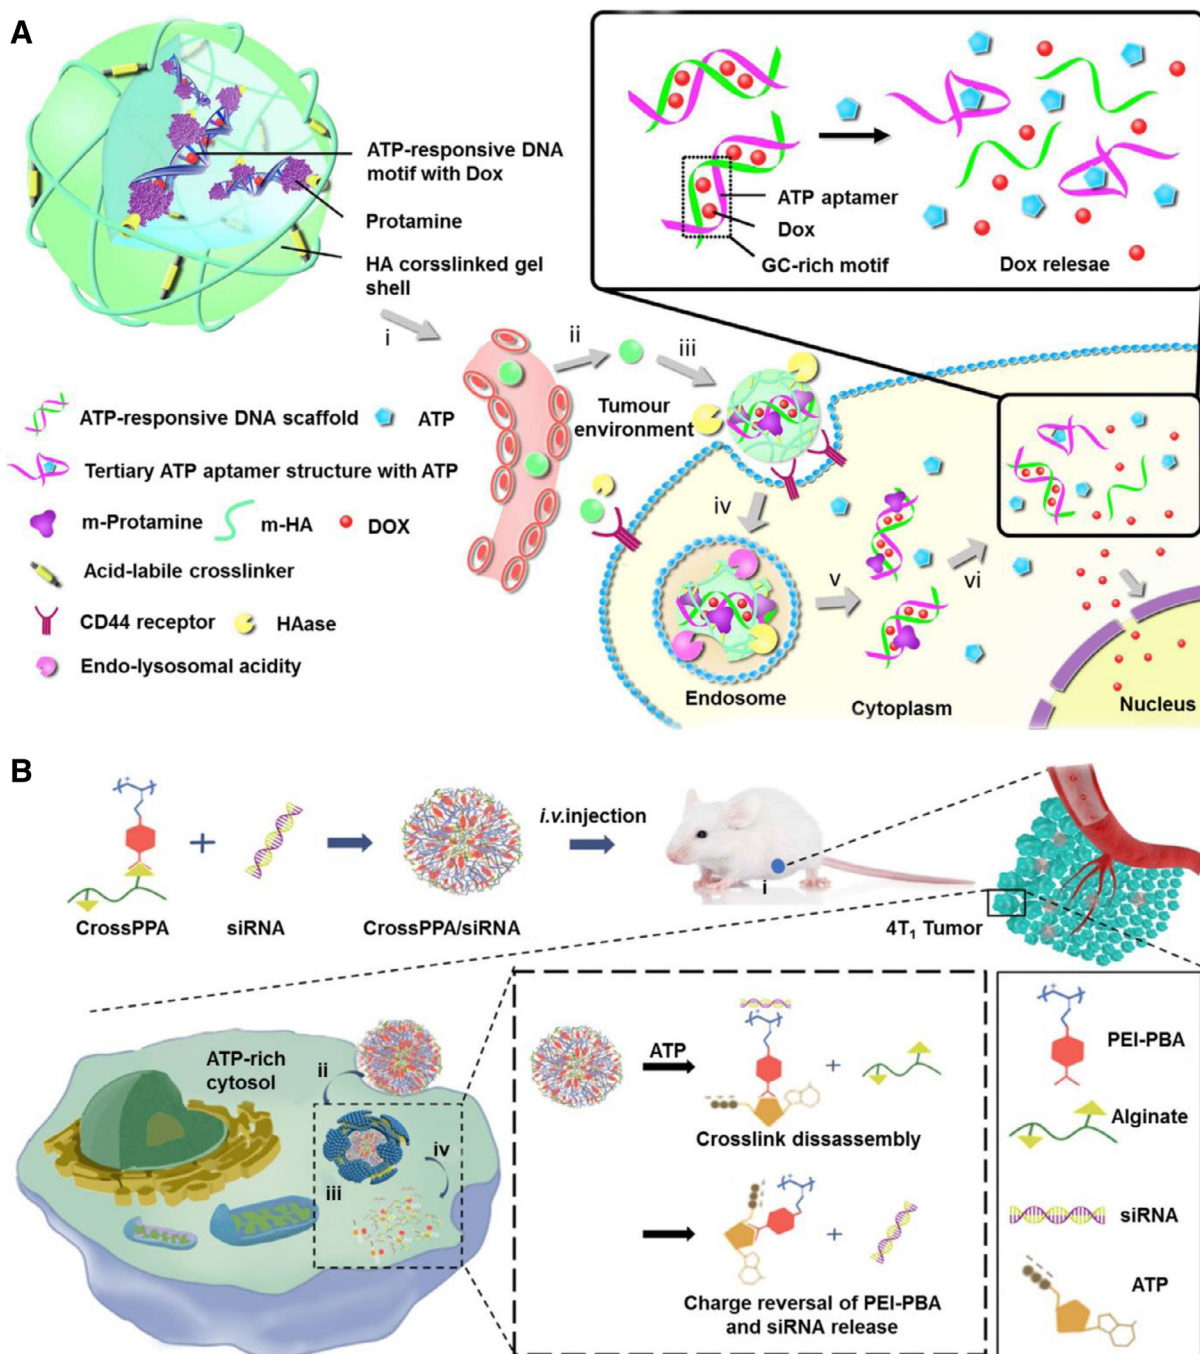 A
ATP-responsive DNA
motif with Dox
Protamine
HA corsslinked gel
shell
ATP aptamer
Dox
GC-rich motif
Dox relesae
i
ii
iii
Tumour
environment
ATP-responsive DNA scaffold
ATP
Tertiary ATP aptamer structure with ATP
m-Protamine
m-HA
DOX
Acid-labile crosslinker
CD44 receptor
HAase
Endo-lysosomal acidity
iv
v
vi
Endosome
Cytoplasm
Nucleus
B
CrossPPA
+
siRNA
CrossPPA/siRNA
i.v.injection
i
4T₁ Tumor
ATP-rich
cytosol
ii
iii
iv
ATP
+
Crosslink dissassembly
+
Charge reversal of PEI-PBA
and siRNA release
PEI-PBA
Alginate
siRNA
ATP